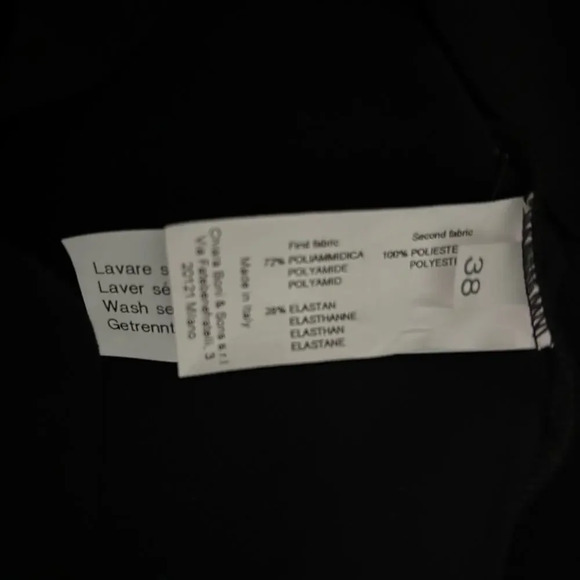 Lavare s
Laver sé
Wash se
Getrennt
Chiara Boni & Sons s.r.l
Via Fatebenefratelli, 3
20121 Milano
Made in Italy
First fabric
72% POLIAMMIDICA
POLYAMIDE
POLYAMID
28% ELASTAN
ELASTHANNE
ELASTHAN
ELASTANE
Second fabric
100% POLIESTE
POLYESTI
38